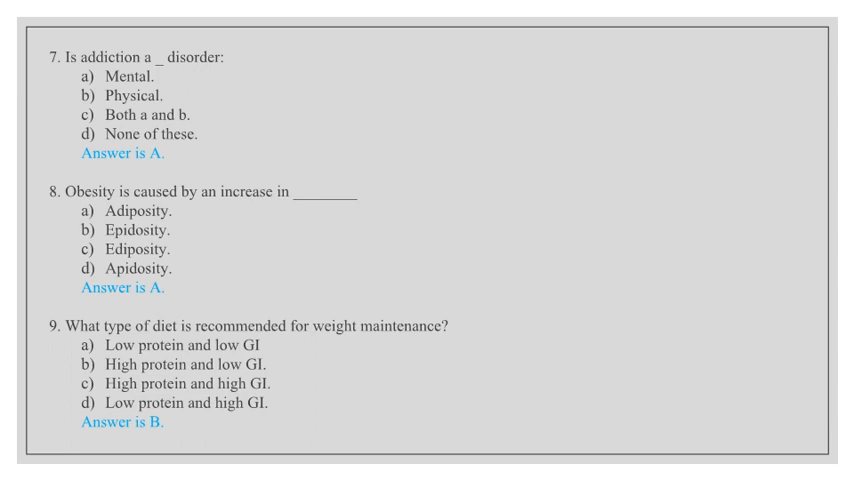 7. Is addiction a _ disorder:
a) Mental.
b) Physical.
c) Both a and b.
d) None of these.
Answer is A.
8. Obesity is caused by an increase in ________
a) Adiposity.
b) Epidosity.
c) Ediposity.
d) Apidosity.
Answer is A.
9. What type of diet is recommended for weight maintenance?
a) Low protein and low GI
b) High protein and low GI.
c) High protein and high GI.
d) Low protein and high GI.
Answer is B.